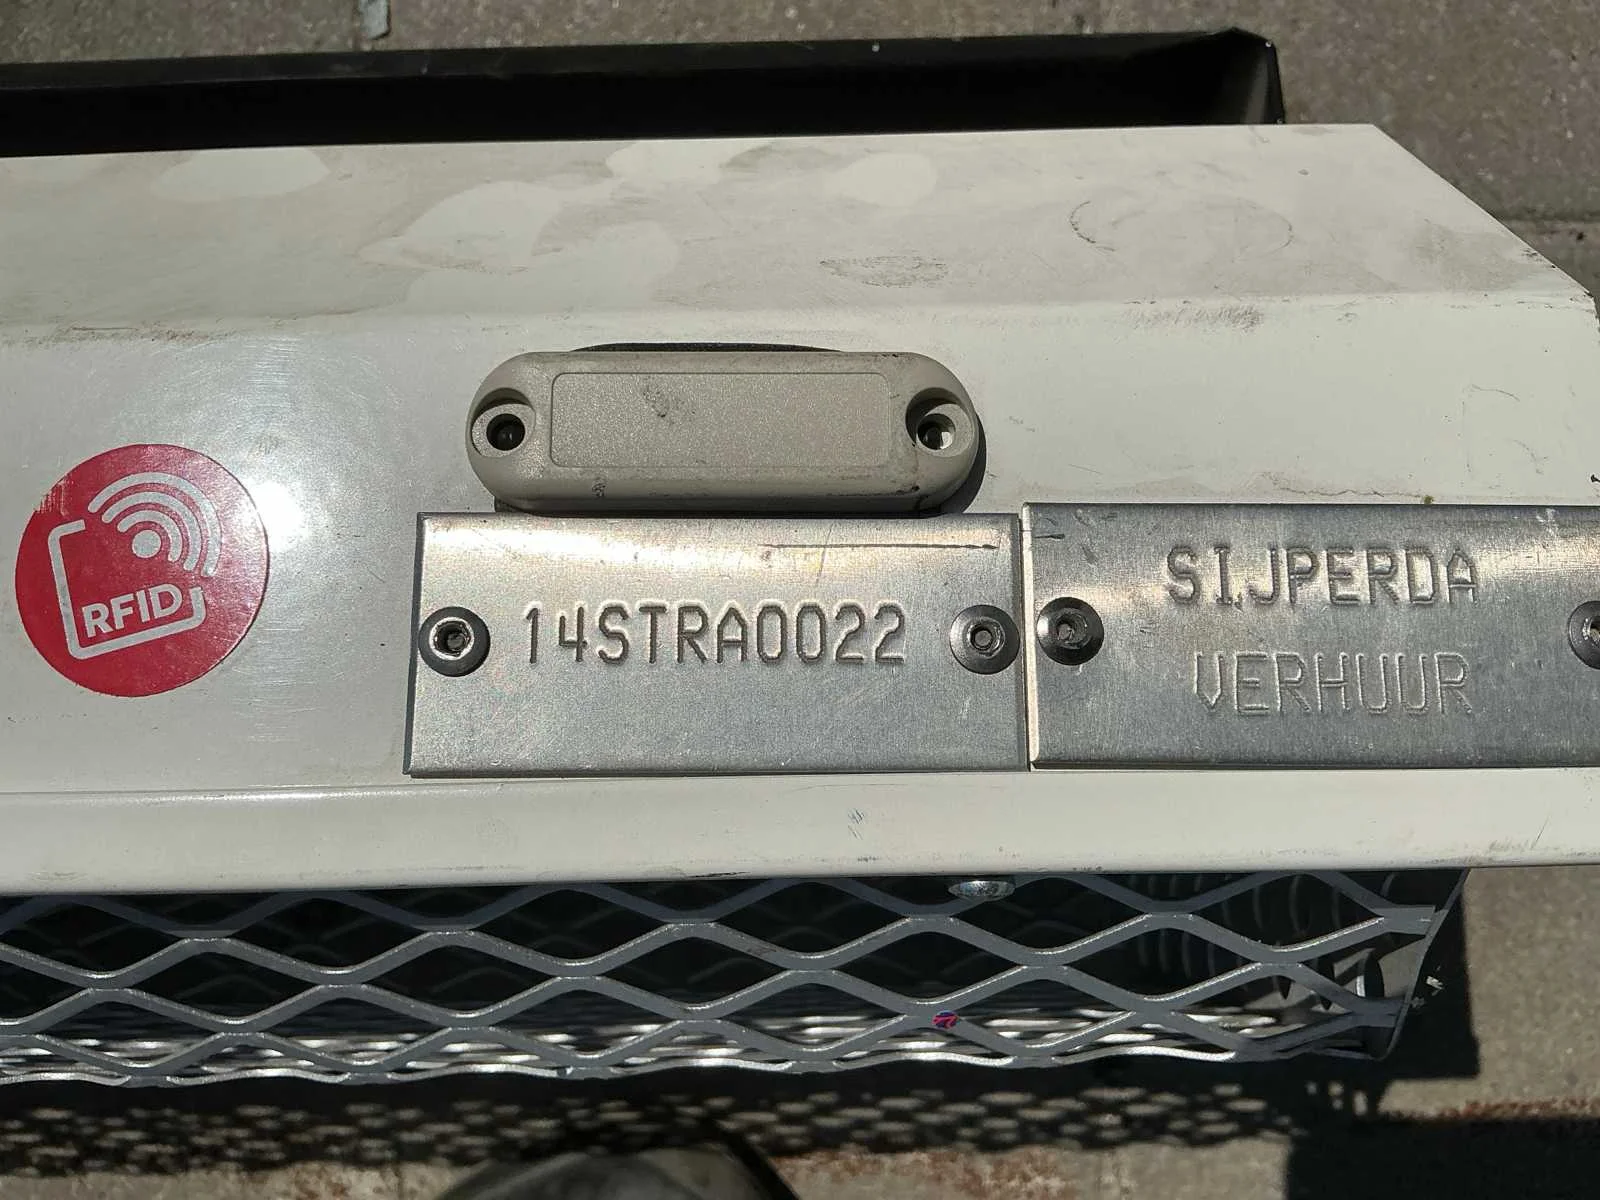 RFID
14STRA0022
SIJPERDA
VERHUUR